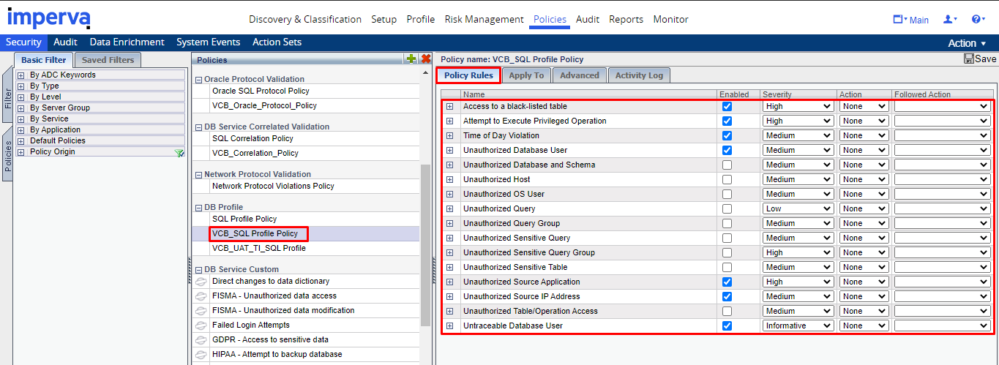 imperva
Discovery & Classification Setup Profile Risk Management Policies Audit Reports Monitor
Main
Security Audit Data Enrichment System Events Action Sets
Action
Basic Filter Saved Filters
Filter
Policies
By ADC Keywords
By Type
By Level
By Server Group
By Service
By Application
Default Policies
Policy Origin
Policies
Oracle Protocol Validation
Oracle SQL Protocol Policy
VCB_Oracle_Protocol_Policy
DB Service Correlated Validation
SQL Correlation Policy
VCB_Correlation_Policy
Network Protocol Validation
Network Protocol Violations Policy
DB Profile
SQL Profile Policy
VCB_SQL Profile Policy
VCB_UAT_TI_SQL Profile
DB Service Custom
Direct changes to data dictionary
FISMA - Unauthorized data access
FISMA - Unauthorized data modification
Failed Login Attempts
GDPR - Access to sensitive data
HIPAA - Attempt to backup database
Policy name: VCB_SQL Profile Policy
Save
Policy Rules Apply To Advanced Activity Log
Name Enabled Severity Action Followed Action
Access to a black-listed table High None
Attempt to Execute Privileged Operation High None
Time of Day Violation Medium None
Unauthorized Database User Medium None
Unauthorized Database and Schema Medium None
Unauthorized Host Medium None
Unauthorized OS User Medium None
Unauthorized Query Low None
Unauthorized Query Group Medium None
Unauthorized Sensitive Query Medium None
Unauthorized Sensitive Query Group High None
Unauthorized Sensitive Table Medium None
Unauthorized Source Application High None
Unauthorized Source IP Address Medium None
Unauthorized Table/Operation Access Medium None
Untraceable Database User Informative None